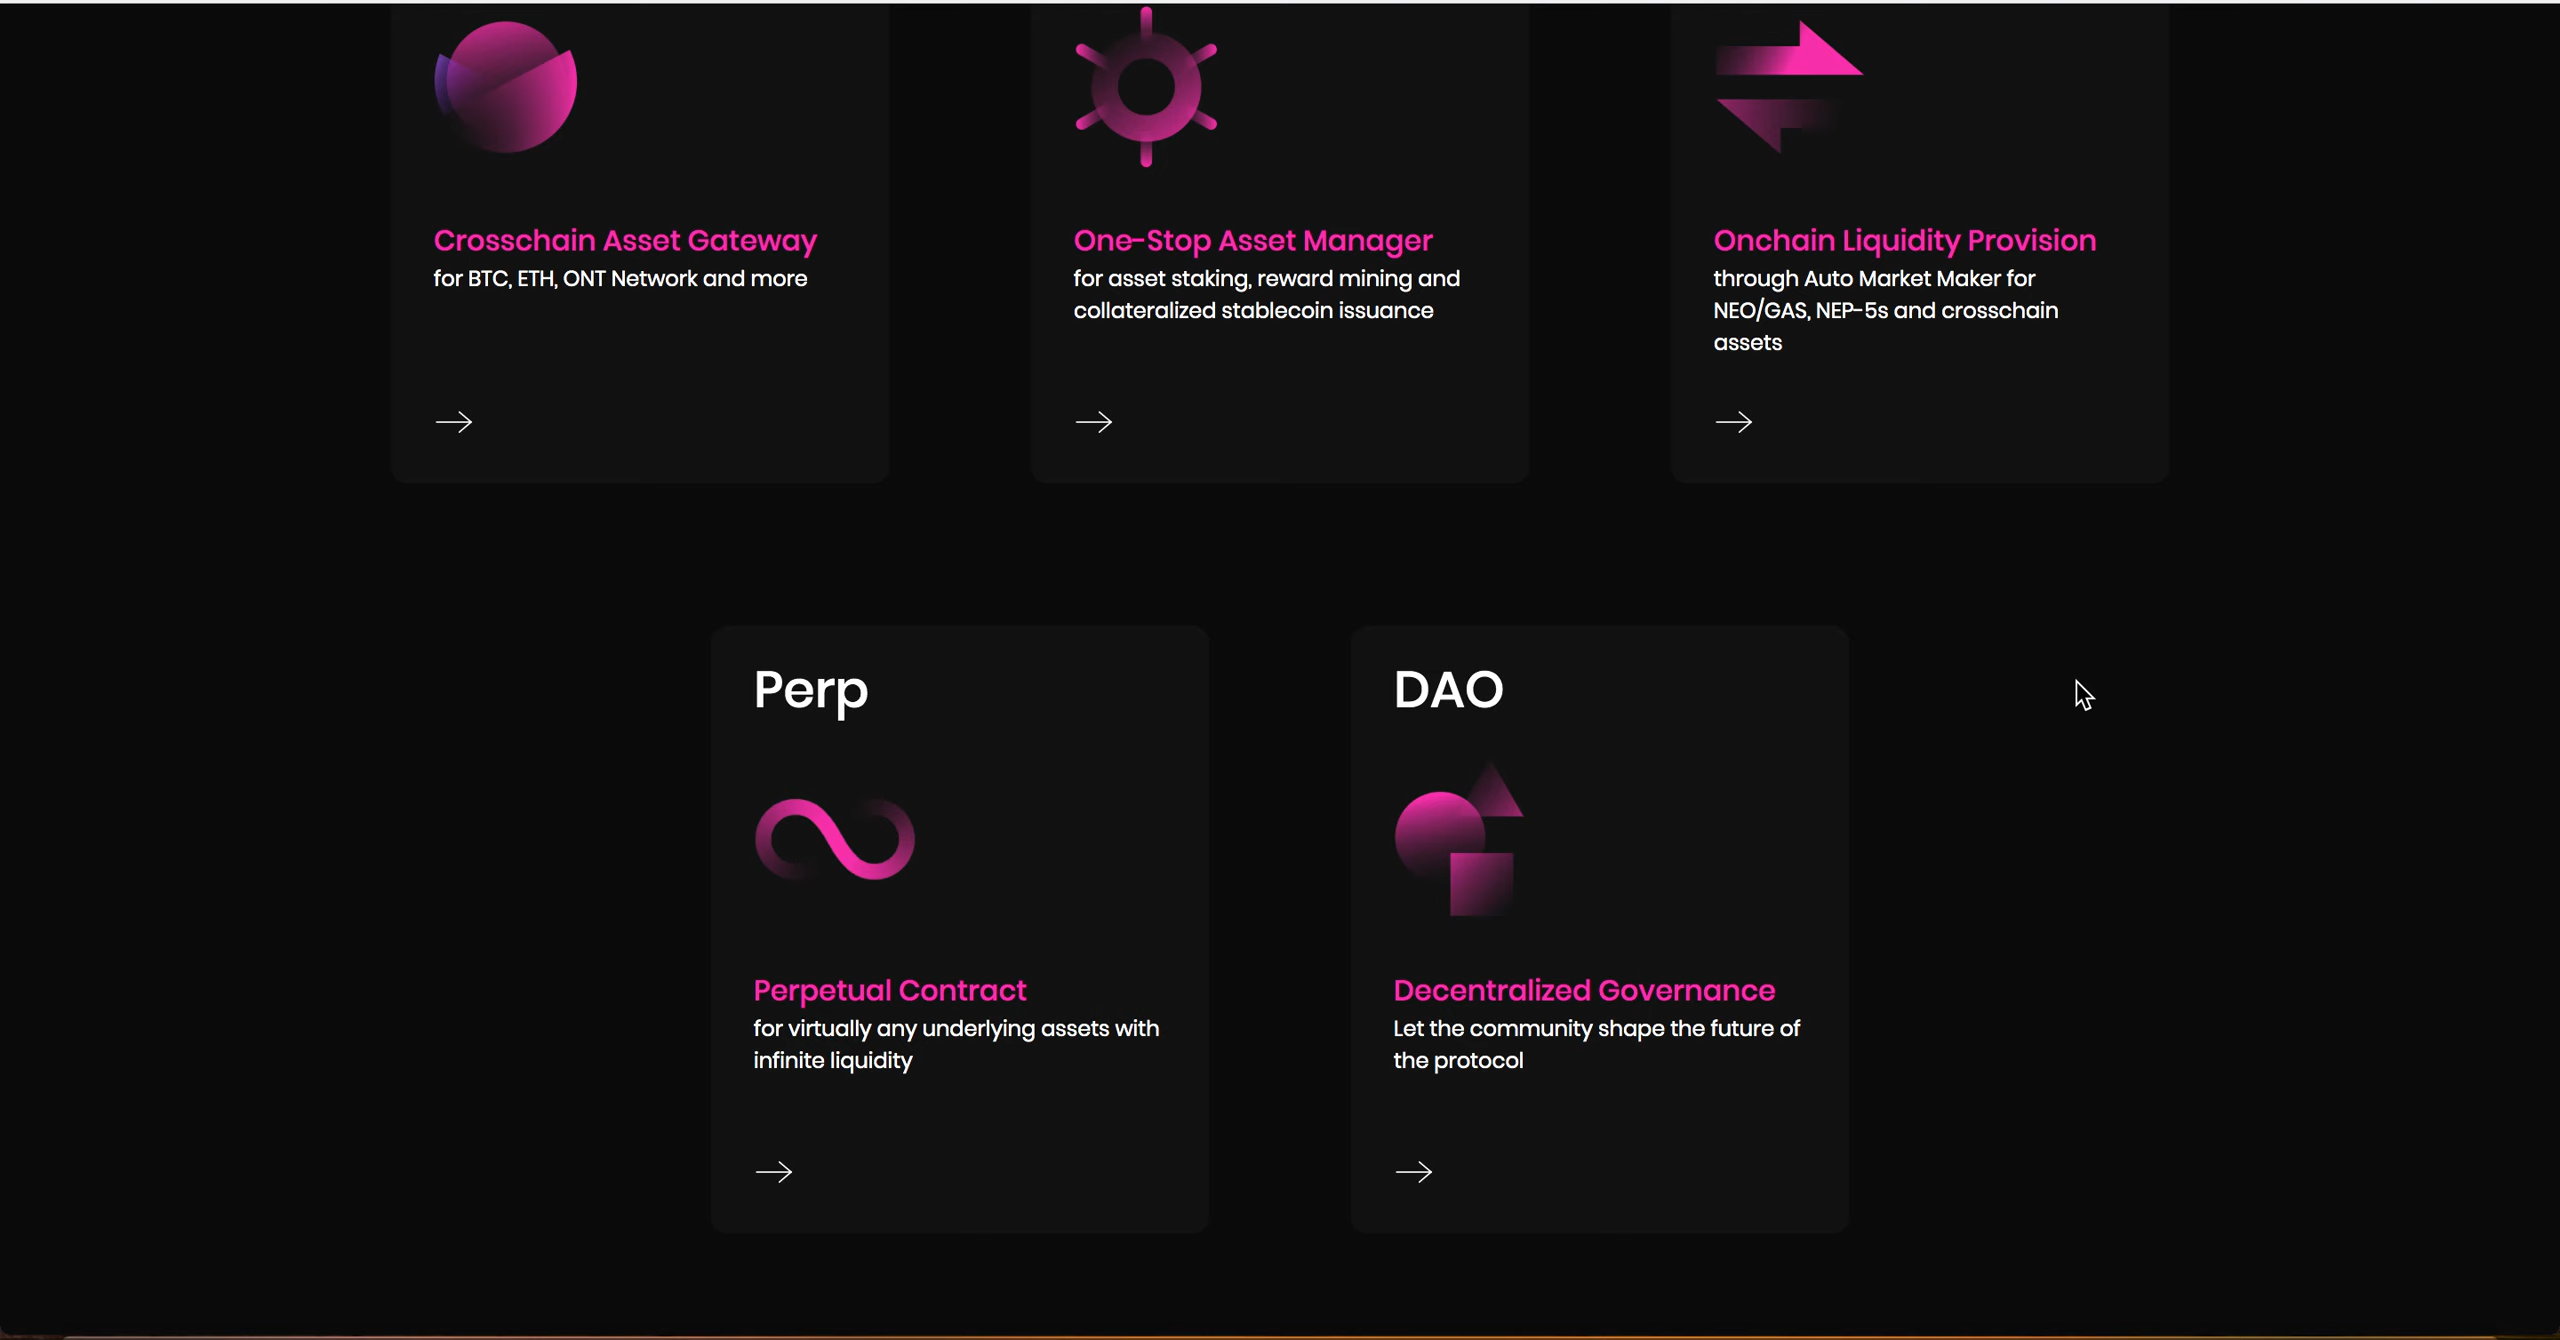 Crosschain Asset Gateway
for BTC, ETH, ONT Network and more
One-Stop Asset Manager
for asset staking, reward mining and
collateralized stablecoin issuance
Onchain Liquidity Provision
through Auto Market Maker for
NEO/GAS, NEP-5s and crosschain
assets
Perp
Perpetual Contract
for virtually any underlying assets with
infinite liquidity
DAO
Decentralized Governance
Let the community shape the future of
the protocol